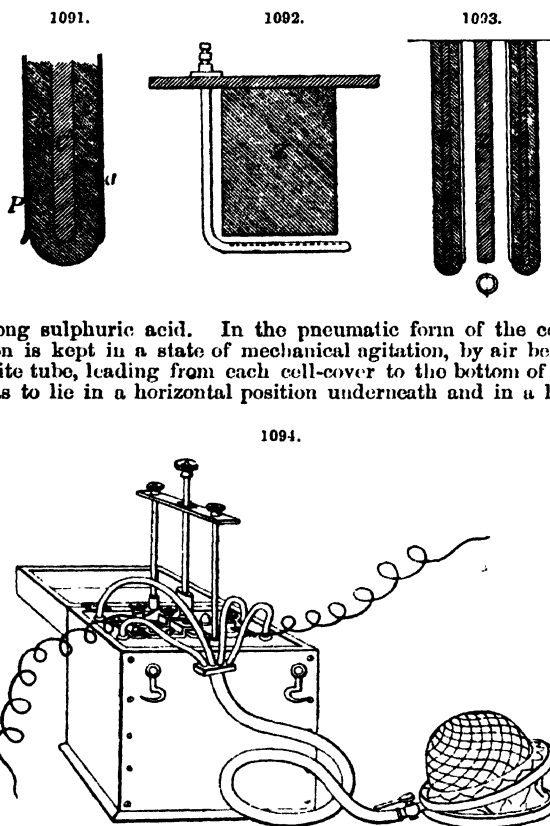 1091. 1092. 1093.
ong sulphuric acid. In the pneumatic form of the ce
on is kept in a state of mechanical agitation, by air be
ite tube, leading from each cell-cover to the bottom of
as to lie in a horizontal position underneath and in a l
1094.